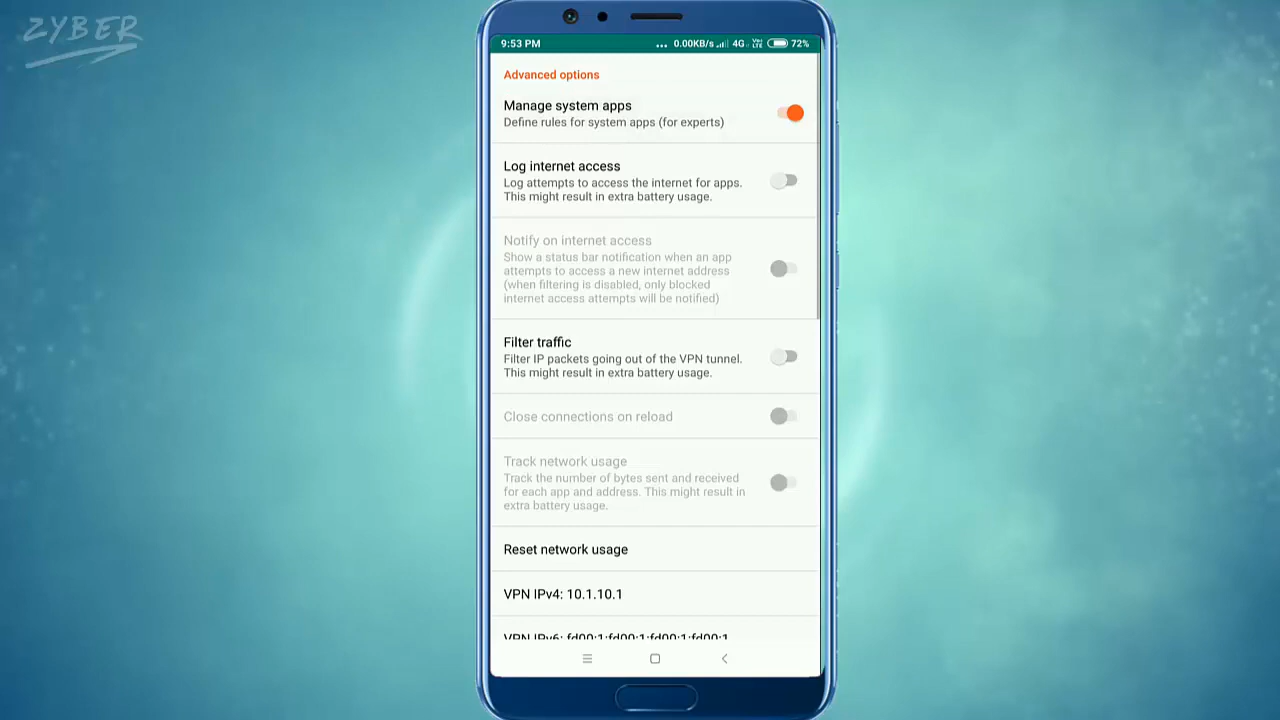 ZYBER
9:53 PM ... 0.00KB/s 4G VoLTE 72%
Advanced options
Manage system apps
Define rules for system apps (for experts)
Log internet access
Log attempts to access the internet for apps.
This might result in extra battery usage.
Notify on internet access
Show a status bar notification when an app
attempts to access a new internet address
(when filtering is disabled, only blocked
internet access attempts will be notified)
Filter traffic
Filter IP packets going out of the VPN tunnel.
This might result in extra battery usage.
Close connections on reload
Track network usage
Track the number of bytes sent and received
for each app and address. This might result in
extra battery usage.
Reset network usage
VPN IPv4: 10.1.10.1
VPN IPv6: fd00:1:fd00:1:fd00:1:fd00:1